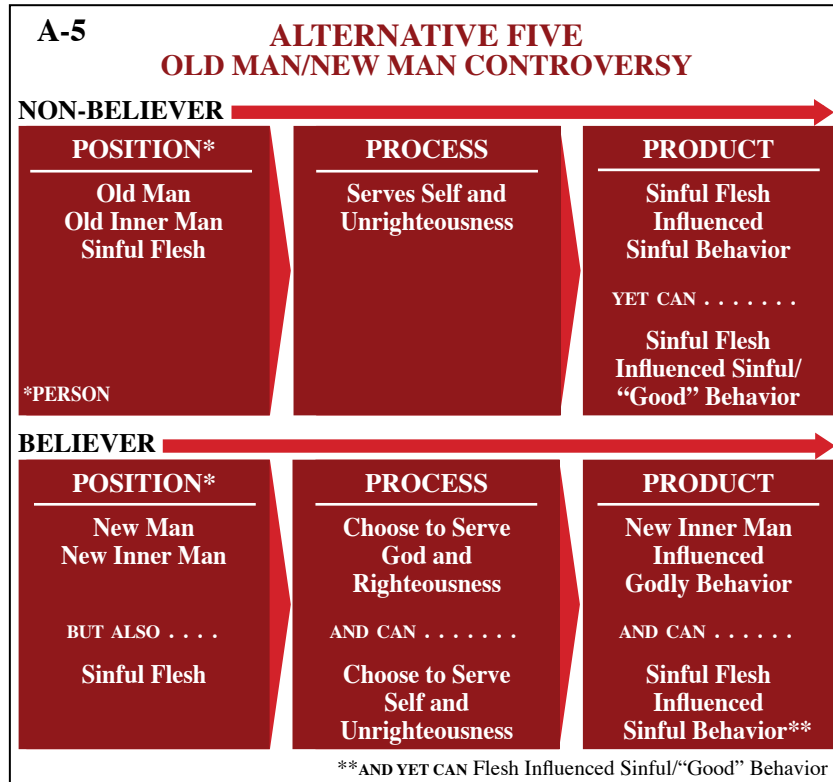 A-5
ALTERNATIVE FIVE
OLD MAN/NEW MAN CONTROVERSY
NON-BELIEVER
POSITION*
Old Man
Old Inner Man
Sinful Flesh
*PERSON
PROCESS
Serves Self and
Unrighteousness
PRODUCT
Sinful Flesh
Influenced
Sinful Behavior
YET CAN . . . . . . .
Sinful Flesh
Influenced Sinful/
“Good” Behavior
BELIEVER
POSITION*
New Man
New Inner Man
BUT ALSO . . . .
Sinful Flesh
PROCESS
Choose to Serve
God and
Righteousness
AND CAN . . . . . . .
Choose to Serve
Self and
Unrighteousness
PRODUCT
New Inner Man
Influenced
Godly Behavior
AND CAN . . . . . .
Sinful Flesh
Influenced
Sinful Behavior**
**AND YET CAN Flesh Influenced Sinful/“Good” Behavior